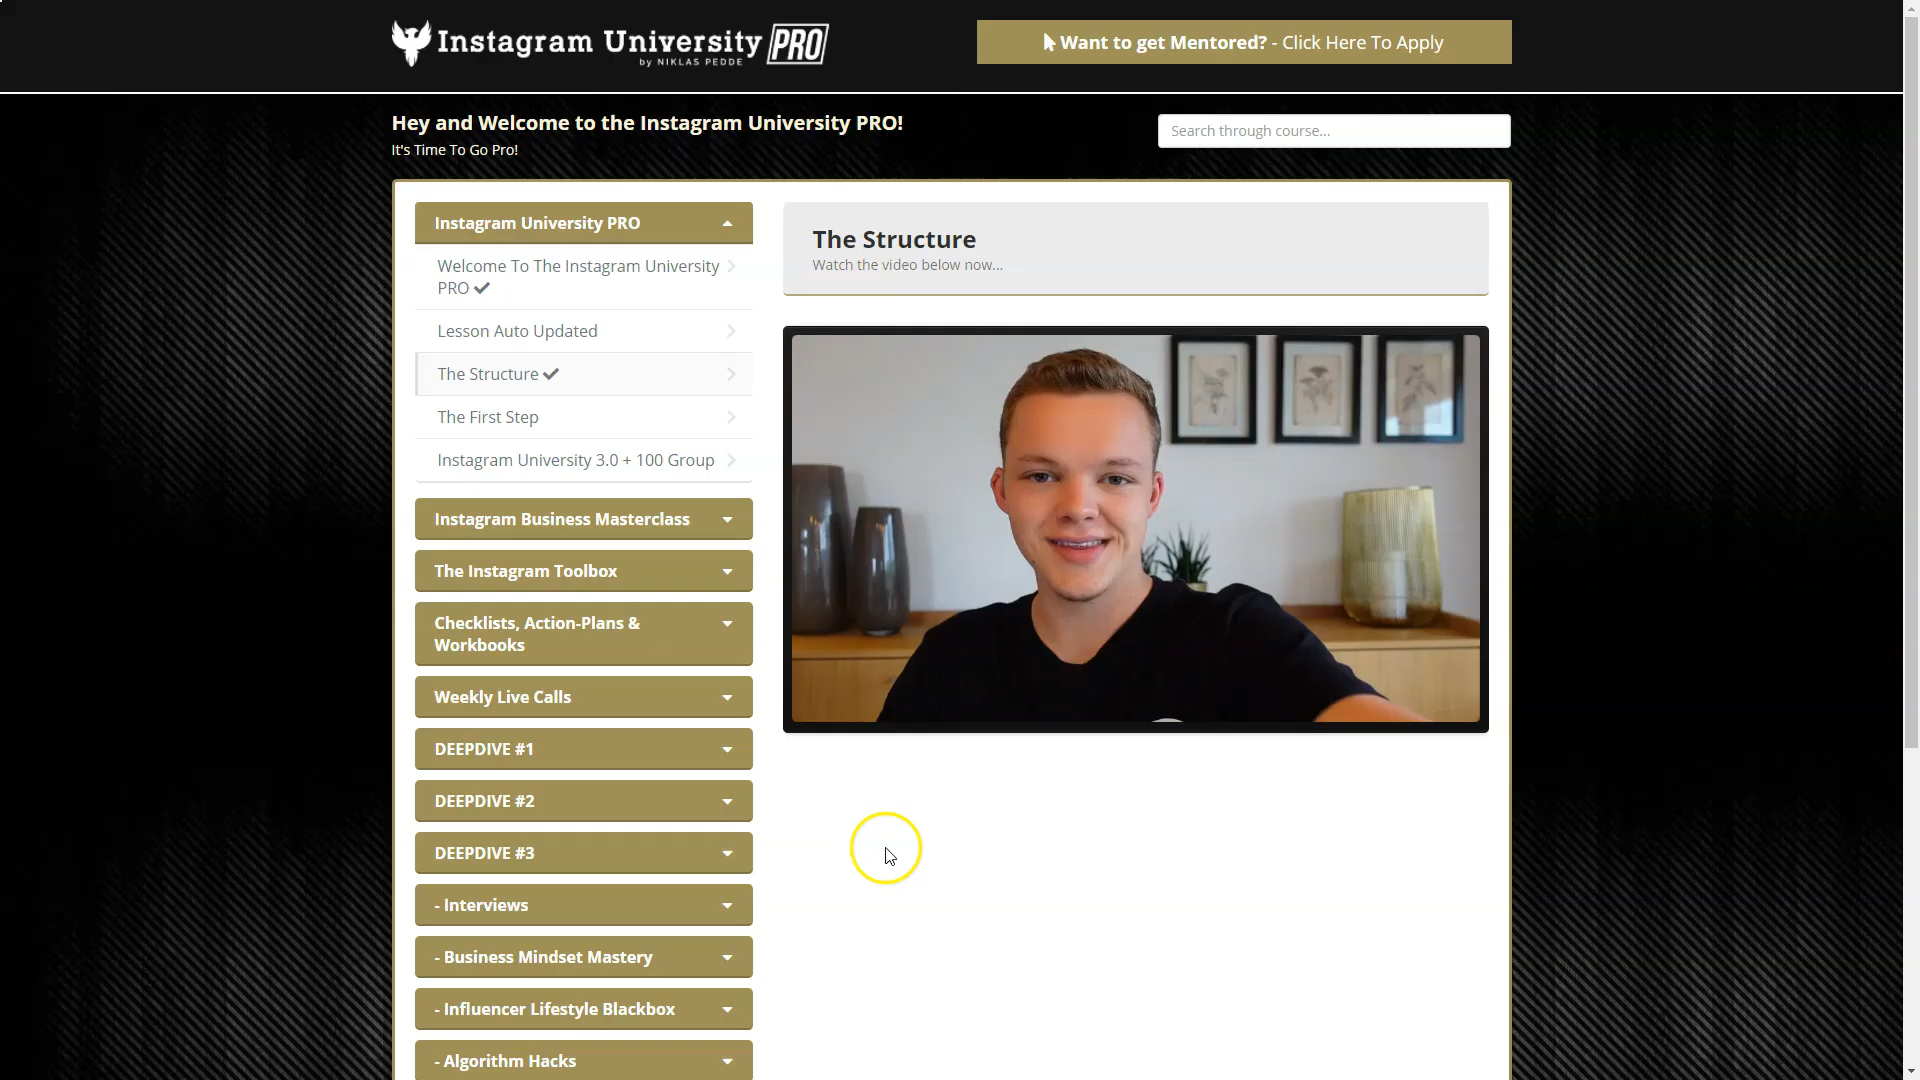 Instagram University PRO
by NIKLAS PEDDE
Want to get Mentored? - Click Here To Apply
Hey and Welcome to the Instagram University PRO!
It's Time To Go Pro!
Search through course...
Instagram University PRO
Welcome To The Instagram University
PRO
Lesson Auto Updated
The Structure
The First Step
Instagram University 3.0 + 100 Group
Instagram Business Masterclass
The Instagram Toolbox
Checklists, Action-Plans &
Workbooks
Weekly Live Calls
DEEPDIVE #1
DEEPDIVE #2
DEEPDIVE #3
- Interviews
- Business Mindset Mastery
- Influencer Lifestyle Blackbox
- Algorithm Hacks
The Structure
Watch the video below now...